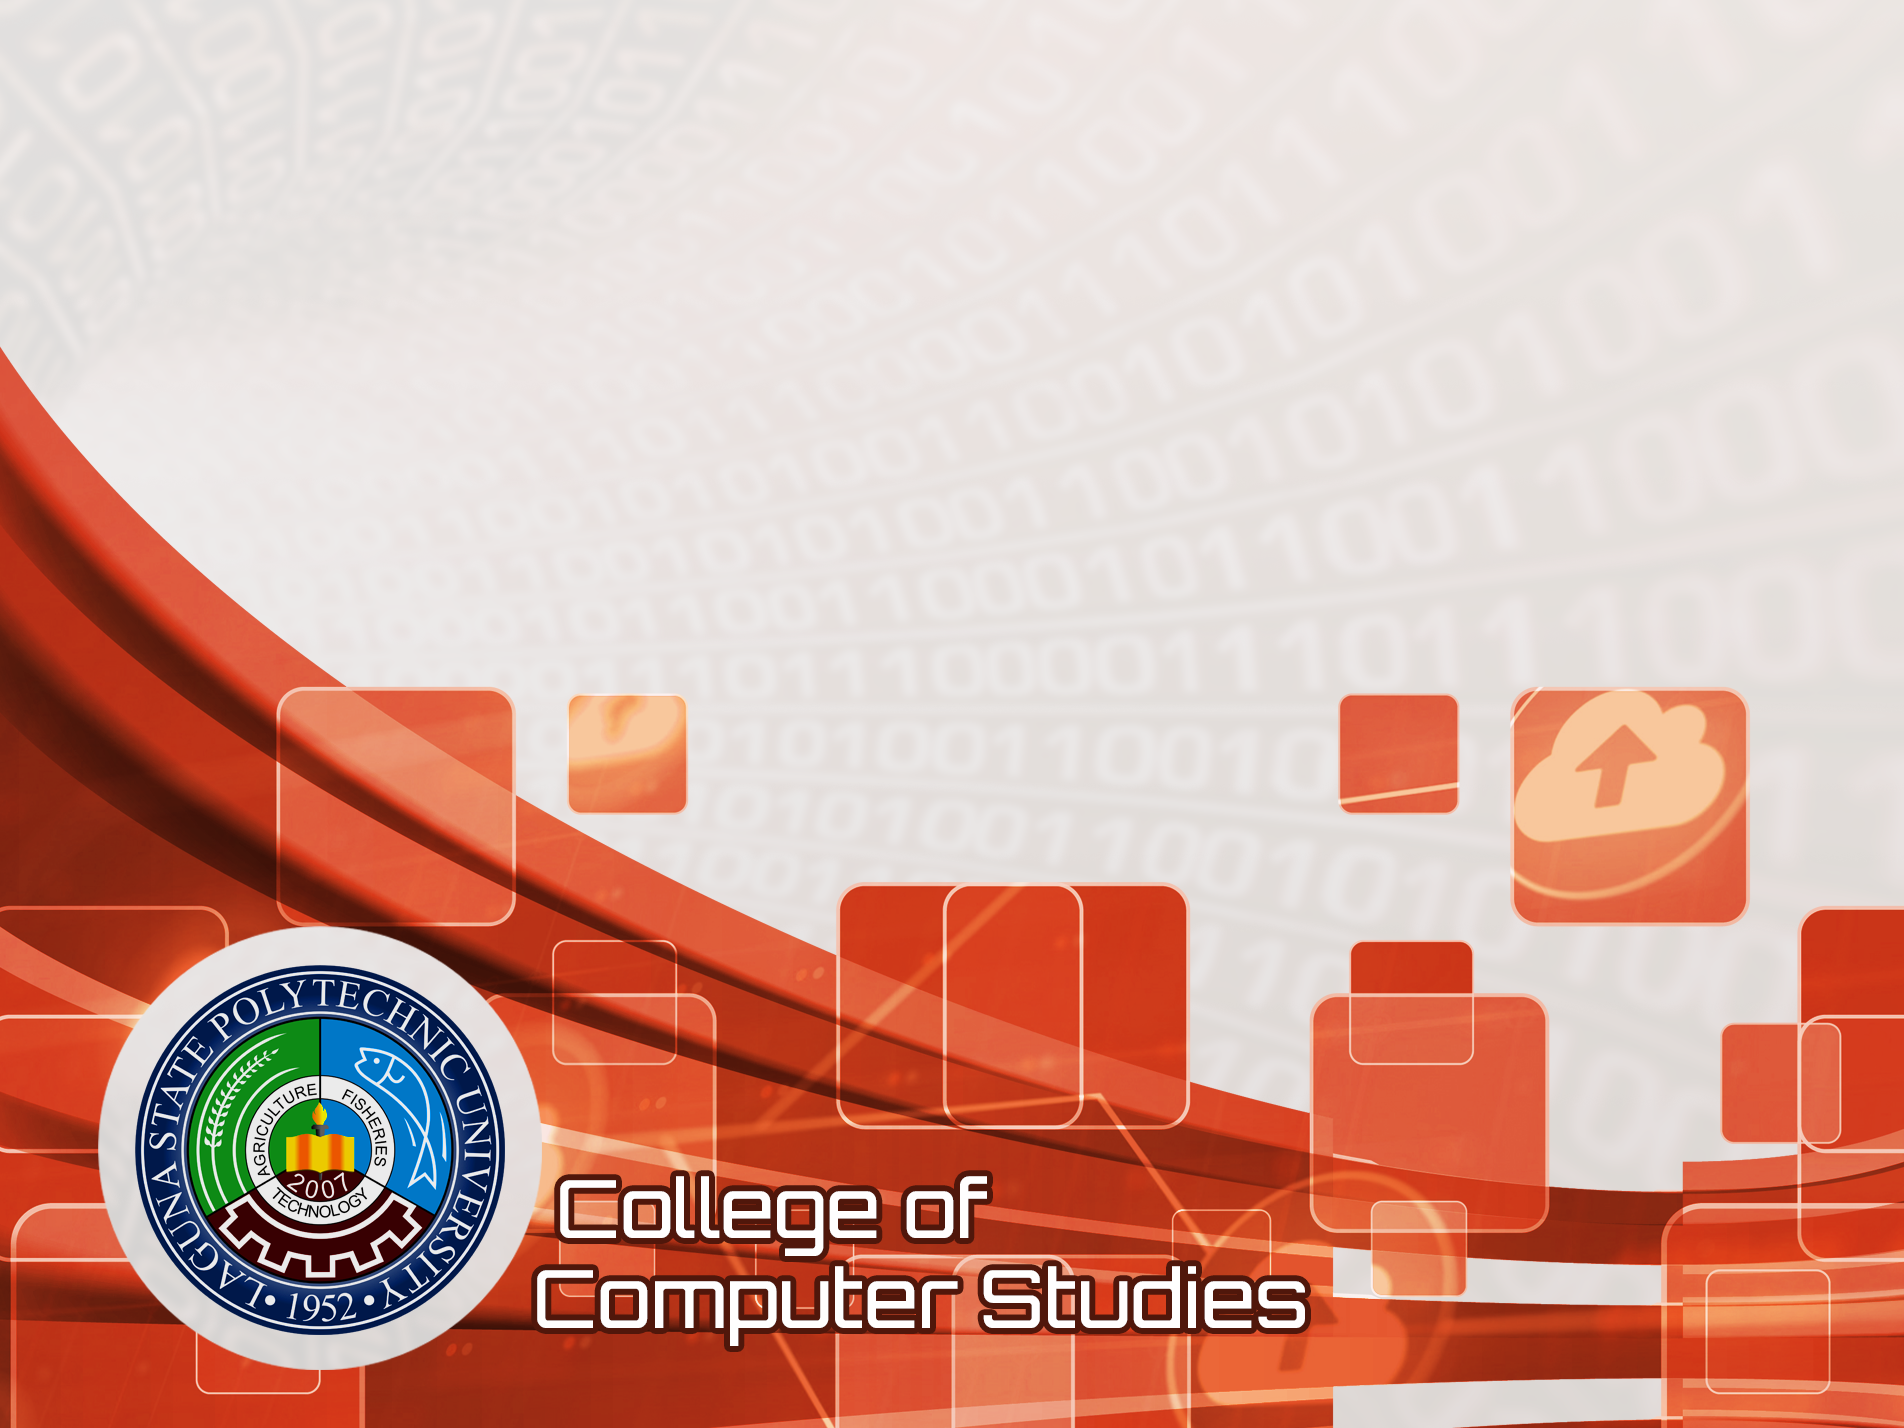 LAGUNA STATE POLYTECHNIC UNIVERSITY
AGRICULTURE
FISHERIES
2007
TECHNOLOGY
• 1952 •
College of
Computer Studies